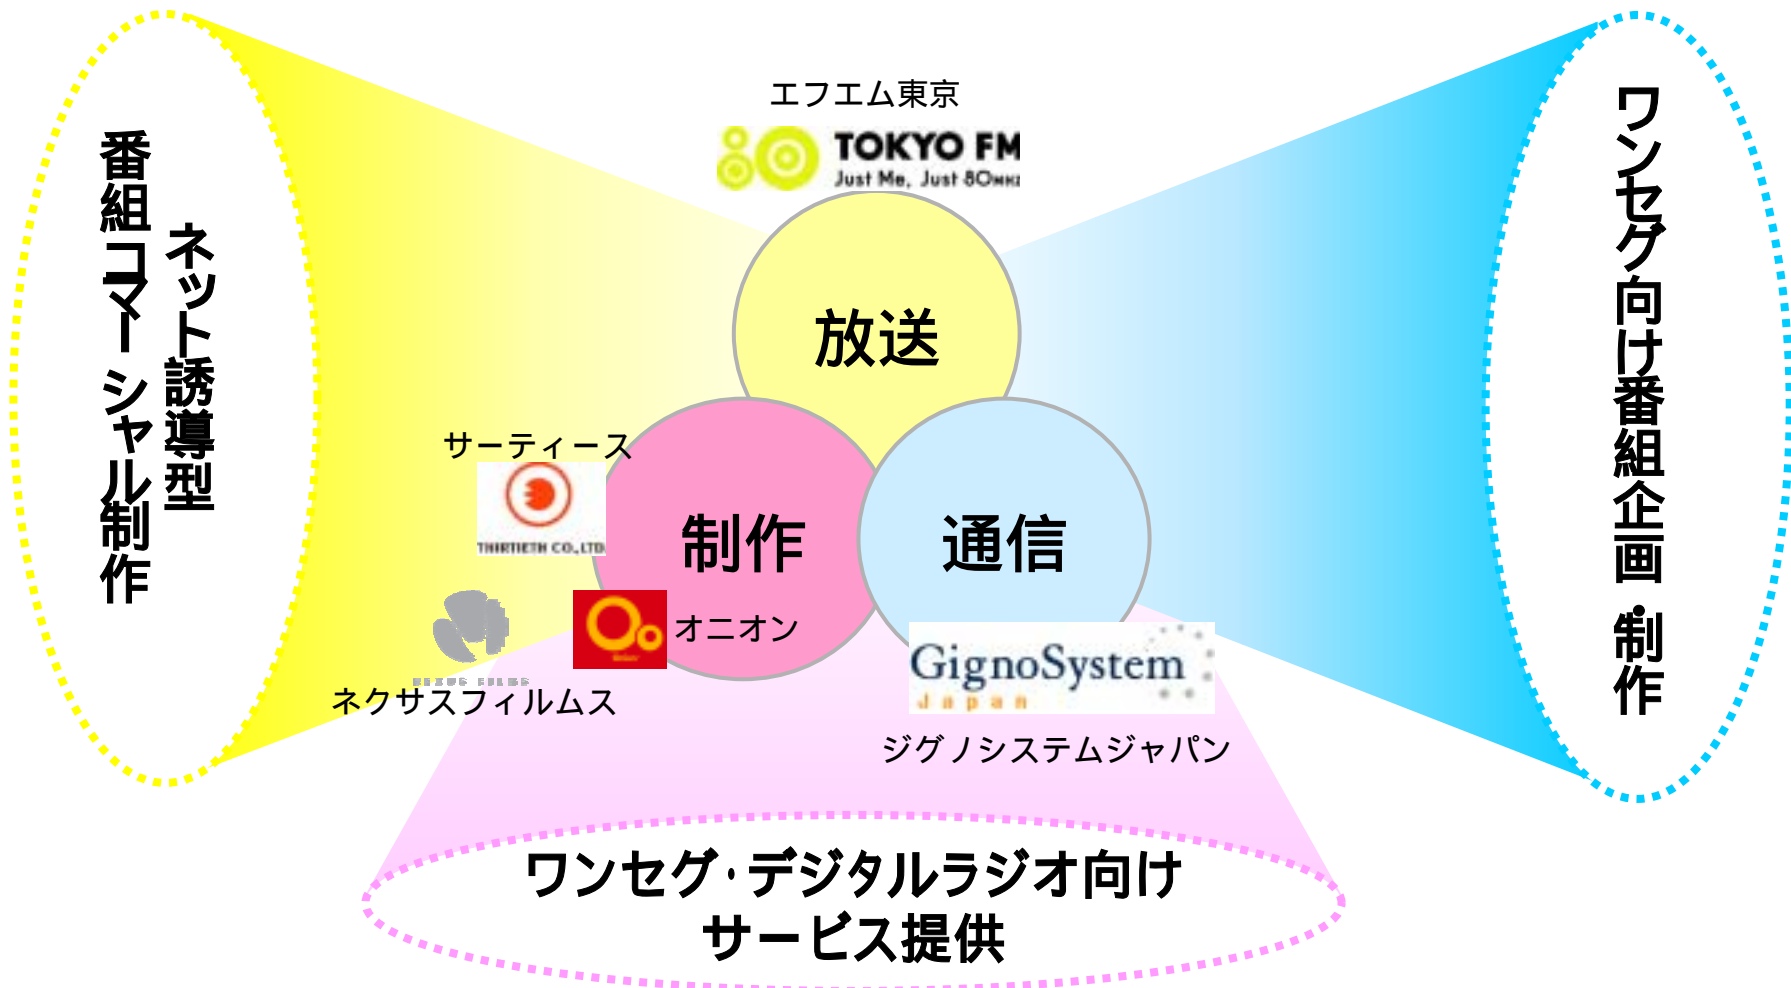 エフエム東京
TOKYO FM
Just Me, Just 80MHz
ネット誘導型
番組コマーシャル制作
ワンセグ向け番組企画・制作
放送
サーティース
THIRTIETH CO.,LTD.
制作
通信
オニオン
GignoSystem
Japan
ネクサスフィルムス
ジグノシステムジャパン
ワンセグ・デジタルラジオ向け
サービス提供